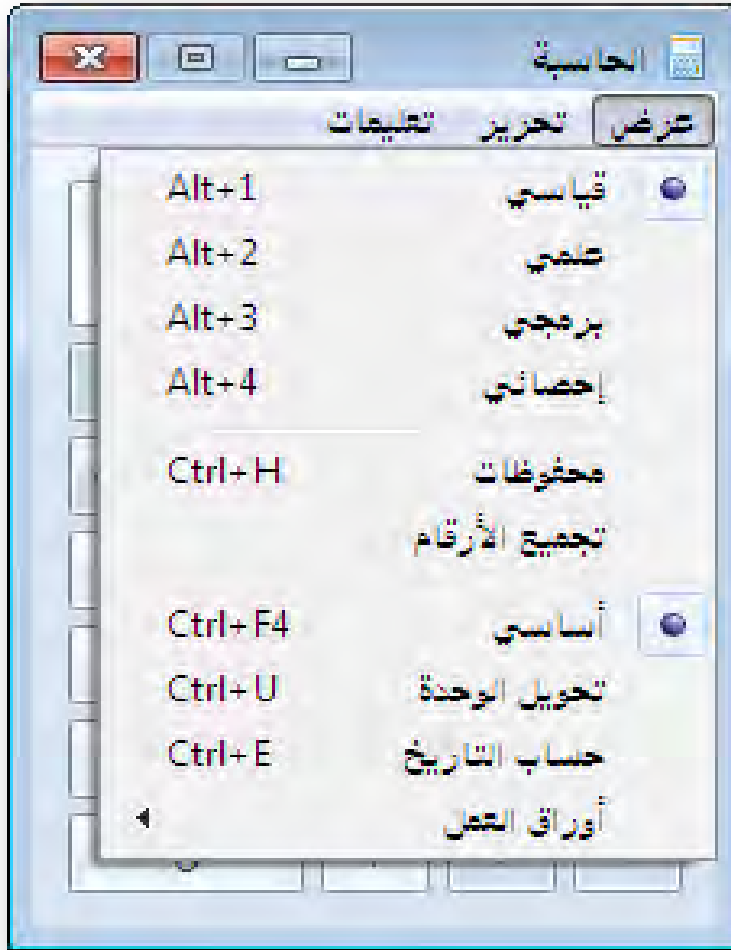 الحاسبة
عرض تحرير تعليمات
قياسي Alt+1
علمي Alt+2
برمجي Alt+3
إحصائي Alt+4
محفوظات Ctrl+H
تجميع الأرقام
أساسي Ctrl+F4
تحويل الوحدة Ctrl+U
حساب التاريخ Ctrl+E
أوراق العمل